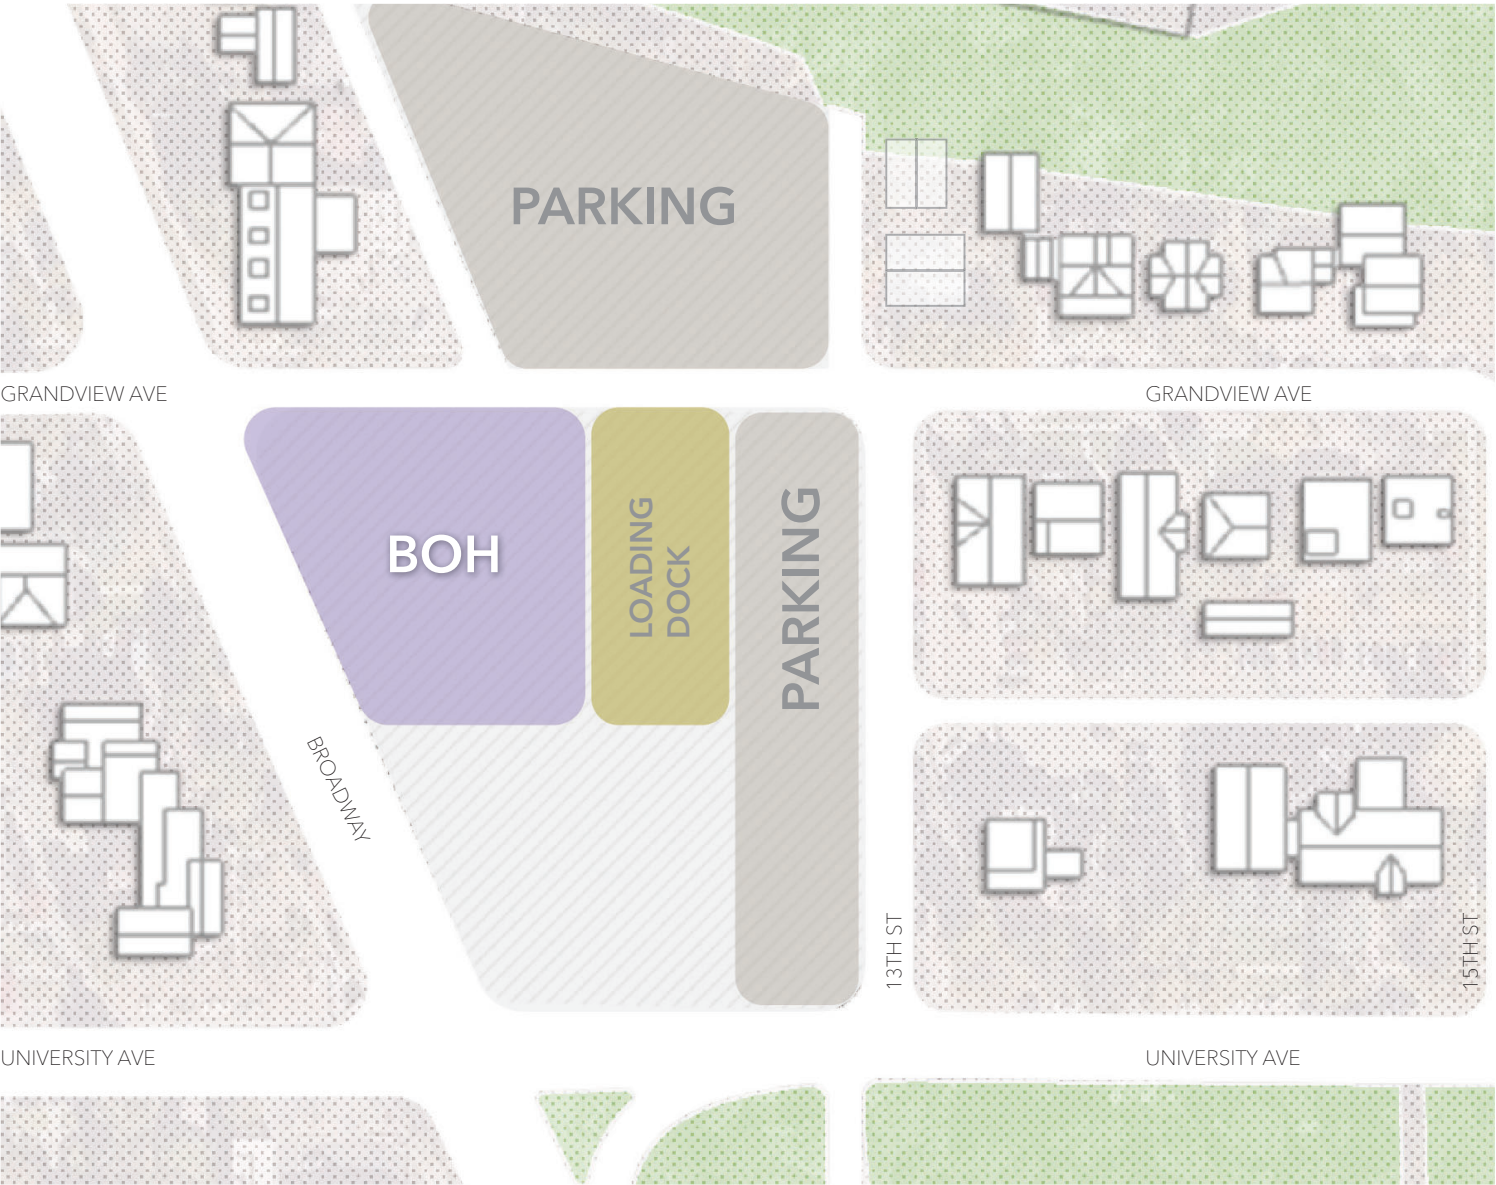 PARKING
GRANDVIEW AVE
GRANDVIEW AVE
BOH
LOADING
DOCK
PARKING
BROADWAY
13TH ST
15TH ST
UNIVERSITY AVE
UNIVERSITY AVE